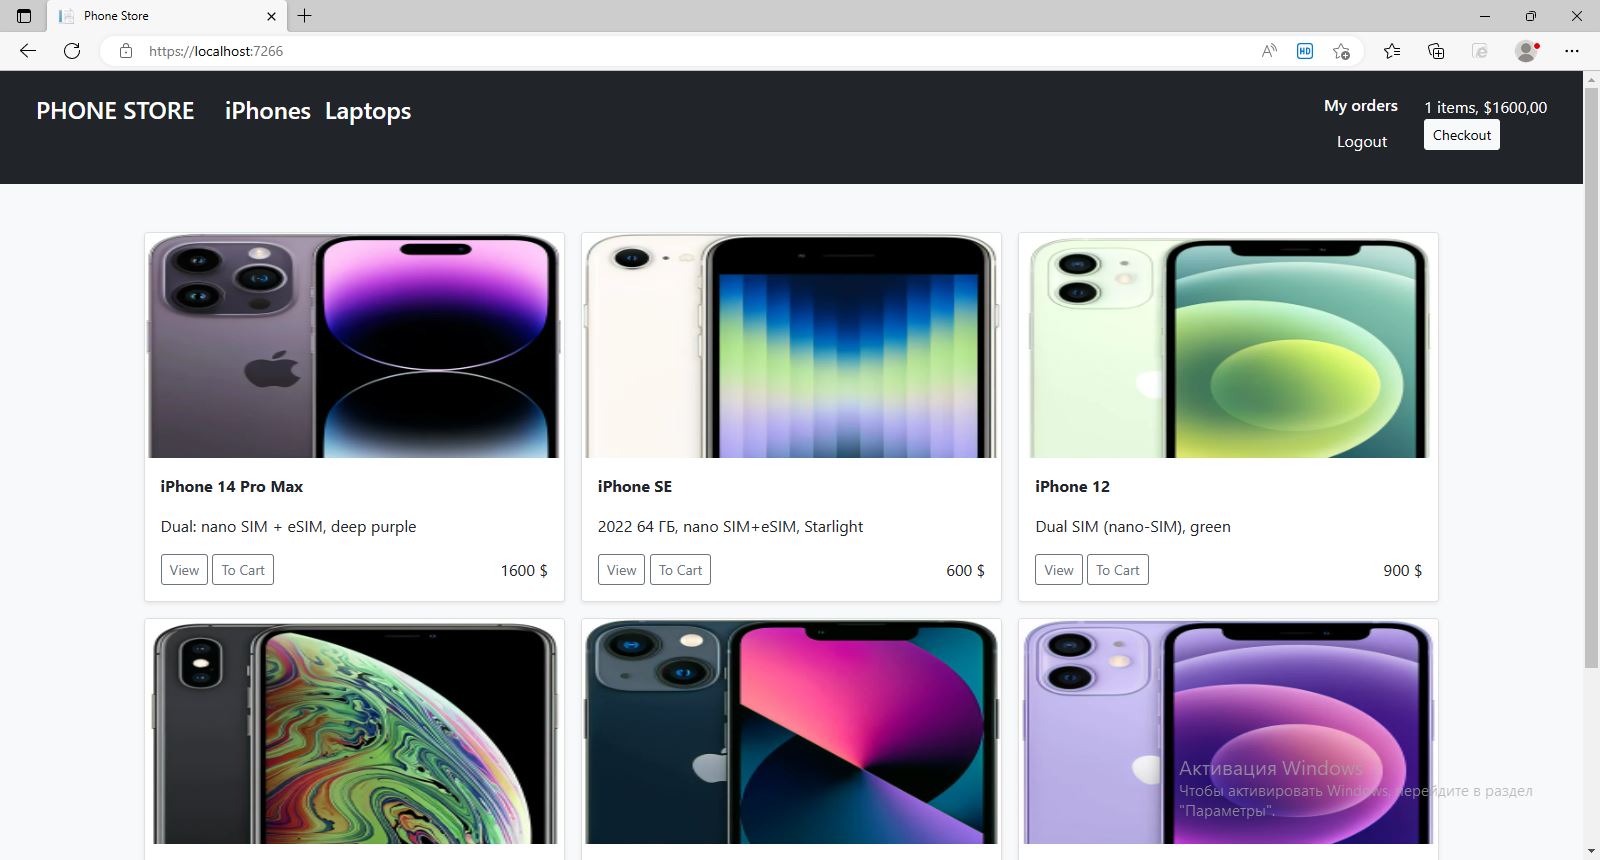 Phone Store
https://localhost:7266
HD
PHONE STORE iPhones Laptops
My orders
Logout
1 items, $1600,00
Checkout
iPhone 14 Pro Max
Dual: nano SIM + eSIM, deep purple
View To Cart 1600 $
iPhone SE
2022 64 ГБ, nano SIM+eSIM, Starlight
View To Cart 600 $
iPhone 12
Dual SIM (nano-SIM), green
View To Cart 900 $
Активация Windows
Чтобы активировать Windows, перейдите в раздел
"Параметры".